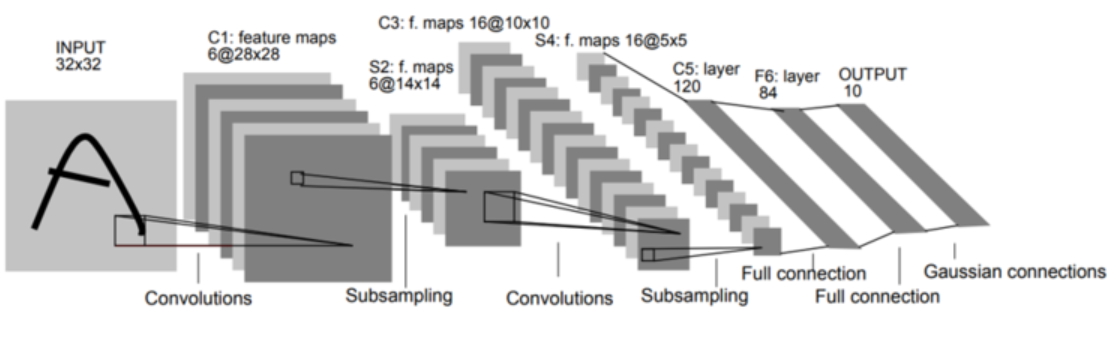 INPUT
32x32
C1: feature maps
6@28x28
S2: f. maps
6@14x14
C3: f. maps 16@10x10
S4: f. maps 16@5x5
C5: layer
120
F6: layer
84
OUTPUT
10
A
Convolutions
Subsampling
Convolutions
Subsampling
Full connection
Full connection
Gaussian connections